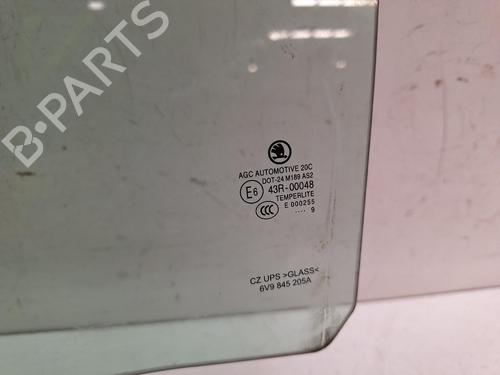 B-PARTS
AGC AUTOMOTIVE 20C
DOT-24 M189 AS2
E6 43R-00048
TEMPERLITE
CCC E 000255
.... 9
CZ UPS >GLASS<
6V9 845 205A